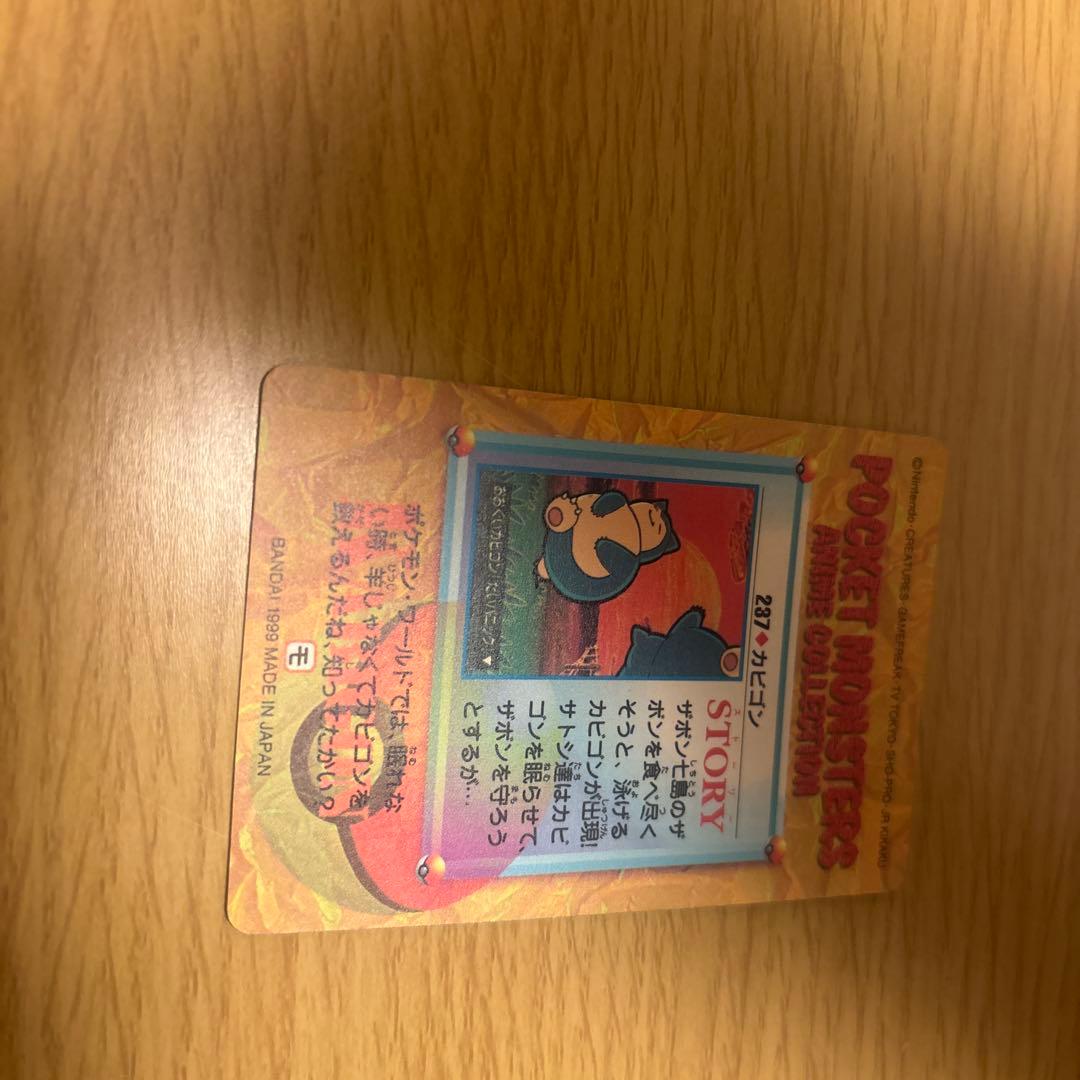 ©Nintendo・CREATURES・GAMEFREAK・TV TOKYO・SHO-PRO・JR KIKAKU
POCKET MONSTERS
ANIME COLLECTION
237◆カビゴン
STORY
ザボン七島のザ
ボンを食べ尽く
そうと、泳げる
カビゴンが出現!
サトシ達はカビ
ゴンを眠らせて、
ザボンを守ろう
とするが…
ポケモン・ワールドでは、眠れな
い時、羊じゃなくてカビゴンを
数えるんだね、知ってたかい?
モ
BANDAI 1999 MADE IN JAPAN